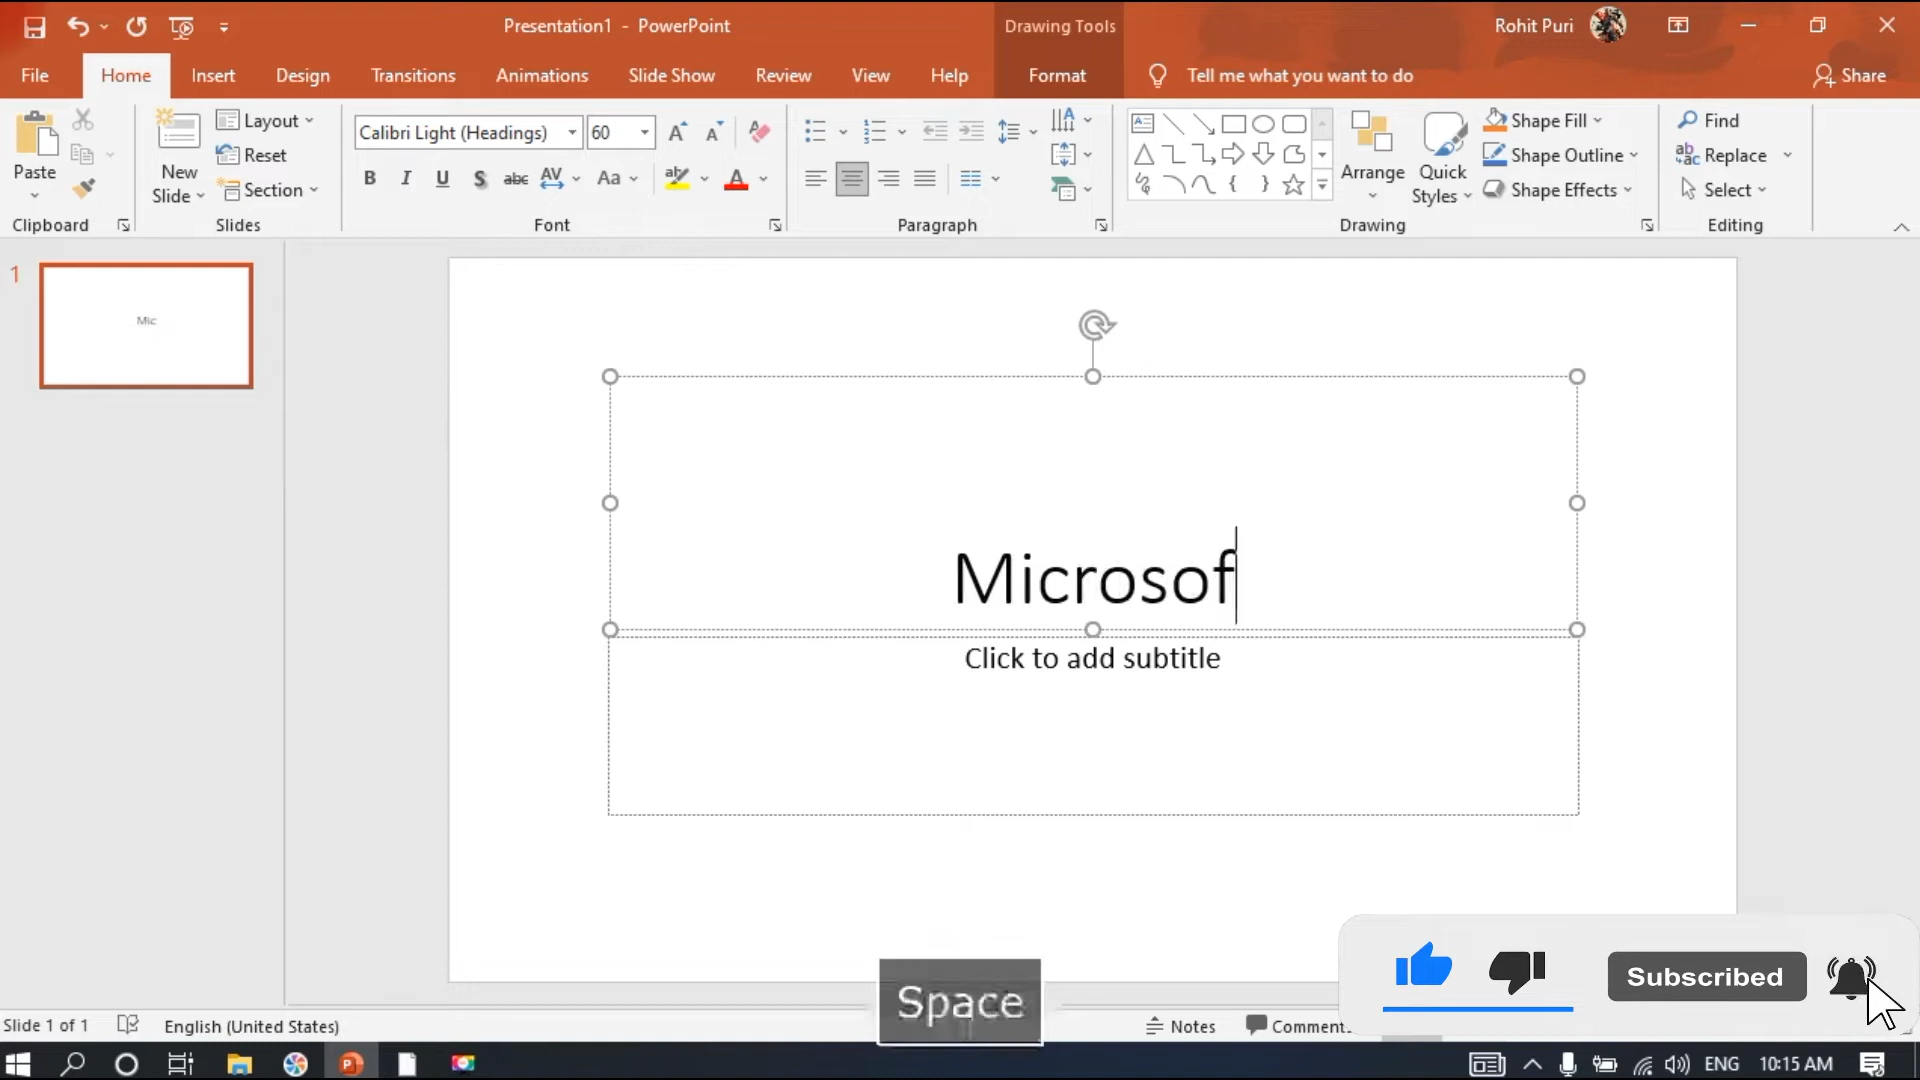 Presentation1 - PowerPoint
Drawing Tools
Rohit Puri
File Home Insert Design Transitions Animations Slide Show Review View Help Format Tell me what you want to do Share
Paste
Clipboard
New
Slide
Layout
Reset
Section
Slides
Calibri Light (Headings) 60
B I U S abc AV Aa ab A
Font
Paragraph
Arrange
Quick
Styles
Shape Fill
Shape Outline
Shape Effects
Drawing
Find
Replace
Select
Editing
1
Mic
Microsof
Click to add subtitle
Space
Subscribed
Slide 1 of 1 English (United States) Notes Comment
ENG 10:15 AM